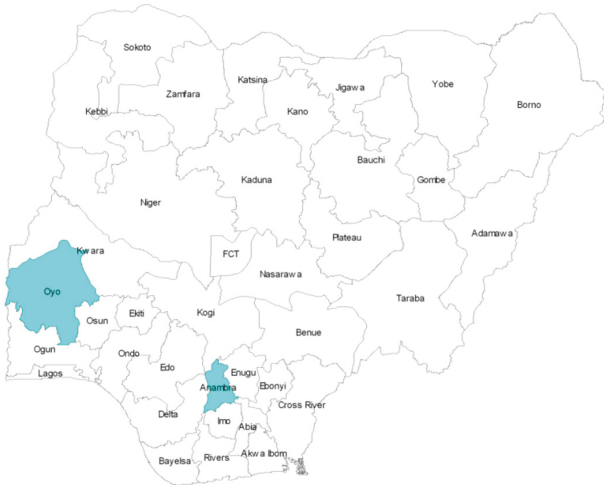 Sokoto
Katsina
Jigawa
Yobe
Borno
Zamfara
Kebbi
Kano
Bauchi
Gombe
Kaduna
Niger
Adamawa
Plateau
Kwara
FCT
Nasarawa
Taraba
Oyo
Kogi
Ekiti
Osun
Benue
Ogun
Ondo
Edo
Lagos
Enugu
Anambra
Ebonyi
Cross River
Delta
Imo
Abia
Bayelsa
Rivers
Akwa Ibom